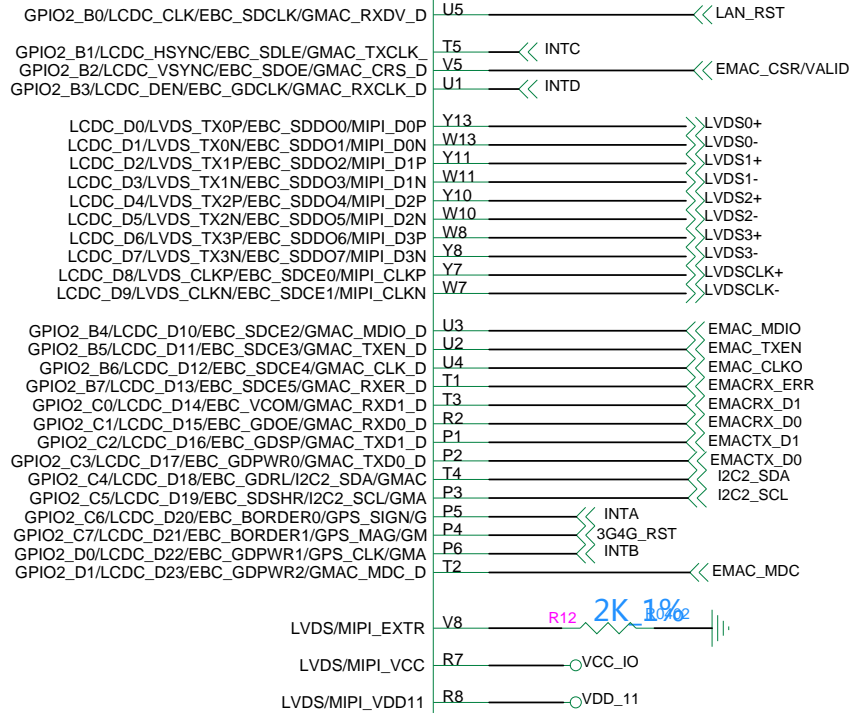 GPIO2_B0/LCDC_CLK/EBC_SDCLK/GMAC_RXDV_D U5 LAN_RST
GPIO2_B1/LCDC_HSYNC/EBC_SDLE/GMAC_TXCLK_ T5 INTC
GPIO2_B2/LCDC_VSYNC/EBC_SDOE/GMAC_CRS_D V5 EMAC_CSR/VALID
GPIO2_B3/LCDC_DEN/EBC_GDCLK/GMAC_RXCLK_D U1 INTD
LCDC_D0/LVDS_TX0P/EBC_SDDO0/MIPI_D0P Y13 LVDS0+
LCDC_D1/LVDS_TX0N/EBC_SDDO1/MIPI_D0N W13 LVDS0-
LCDC_D2/LVDS_TX1P/EBC_SDDO2/MIPI_D1P Y11 LVDS1+
LCDC_D3/LVDS_TX1N/EBC_SDDO3/MIPI_D1N W11 LVDS1-
LCDC_D4/LVDS_TX2P/EBC_SDDO4/MIPI_D2P Y10 LVDS2+
LCDC_D5/LVDS_TX2N/EBC_SDDO5/MIPI_D2N W10 LVDS2-
LCDC_D6/LVDS_TX3P/EBC_SDDO6/MIPI_D3P W8 LVDS3+
LCDC_D7/LVDS_TX3N/EBC_SDDO7/MIPI_D3N Y8 LVDS3-
LCDC_D8/LVDS_CLKP/EBC_SDCE0/MIPI_CLKP Y7 LVDSCLK+
LCDC_D9/LVDS_CLKN/EBC_SDCE1/MIPI_CLKN W7 LVDSCLK-
GPIO2_B4/LCDC_D10/EBC_SDCE2/GMAC_MDIO_D U3 EMAC_MDIO
GPIO2_B5/LCDC_D11/EBC_SDCE3/GMAC_TXEN_D U2 EMAC_TXEN
GPIO2_B6/LCDC_D12/EBC_SDCE4/GMAC_CLK_D U4 EMAC_CLKO
GPIO2_B7/LCDC_D13/EBC_SDCE5/GMAC_RXER_D T1 EMACRX_ERR
GPIO2_C0/LCDC_D14/EBC_VCOM/GMAC_RXD1_D T3 EMACRX_D1
GPIO2_C1/LCDC_D15/EBC_GDOE/GMAC_RXD0_D R2 EMACRX_D0
GPIO2_C2/LCDC_D16/EBC_GDSP/GMAC_TXD1_D P1 EMACTX_D1
GPIO2_C3/LCDC_D17/EBC_GDPWR0/GMAC_TXD0_D P2 EMACTX_D0
GPIO2_C4/LCDC_D18/EBC_GDRL/I2C2_SDA/GMAC T4 I2C2_SDA
GPIO2_C5/LCDC_D19/EBC_SDSHR/I2C2_SCL/GMA P3 I2C2_SCL
GPIO2_C6/LCDC_D20/EBC_BORDER0/GPS_SIGN/G P5 INTA
GPIO2_C7/LCDC_D21/EBC_BORDER1/GPS_MAG/GM P4 3G4G_RST
GPIO2_D0/LCDC_D22/EBC_GDPWR1/GPS_CLK/GMA P6 INTB
GPIO2_D1/LCDC_D23/EBC_GDPWR2/GMAC_MDC_D T2 EMAC_MDC
LVDS/MIPI_EXTR V8 R12 2K_1% R0402
LVDS/MIPI_VCC R7 VCC_IO
LVDS/MIPI_VDD11 R8 VDD_11